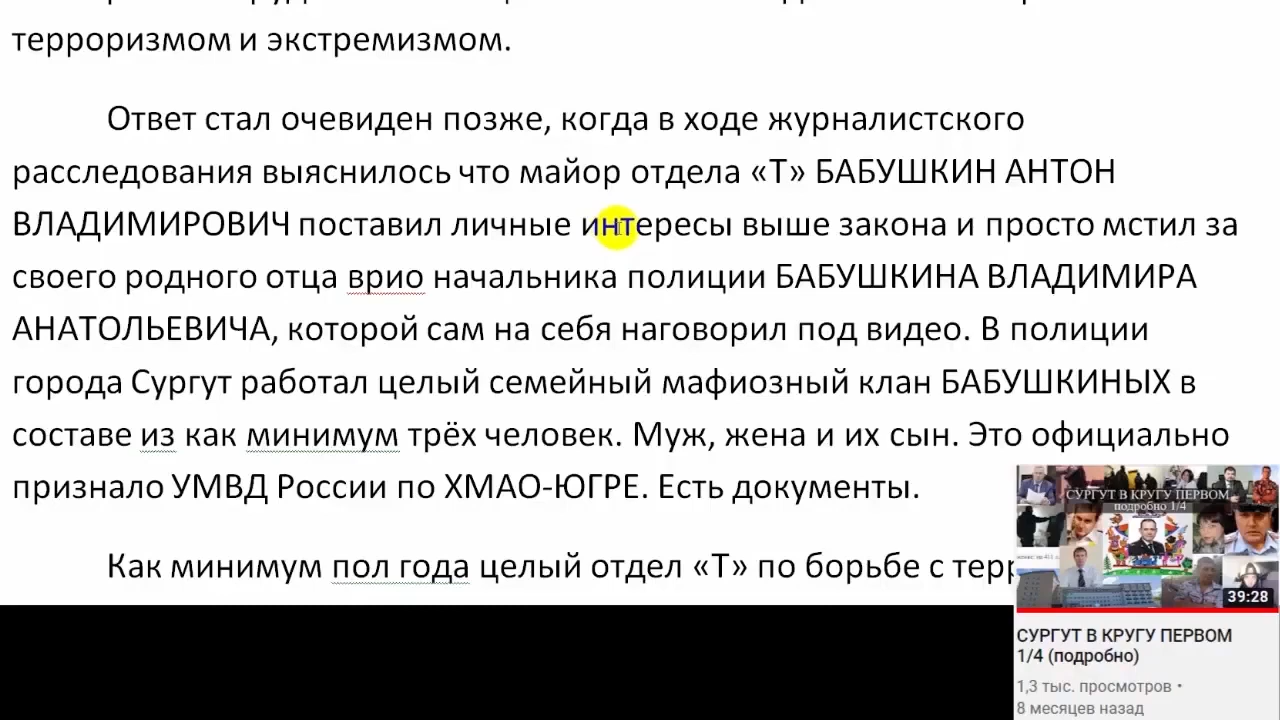 терроризмом и экстремизмом.
Ответ стал очевиден позже, когда в ходе журналистского
расследования выяснилось что майор отдела «Т» БАБУШКИН АНТОН
ВЛАДИМИРОВИЧ поставил личные интересы выше закона и просто мстил за
своего родного отца врио начальника полиции БАБУШКИНА ВЛАДИМИРА
АНАТОЛЬЕВИЧА, которой сам на себя наговорил под видео. В полиции
города Сургут работал целый семейный мафиозный клан БАБУШКИНЫХ в
составе из как минимум трёх человек. Муж, жена и их сын. Это официально
признало УМВД России по ХМАО-ЮГРЕ. Есть документы.
Как минимум пол года целый отдел «Т» по борьбе с
СУРГУТ В КРУГУ ПЕРВОМ
подробно 1/4
39:28
СУРГУТ В КРУГУ ПЕРВОМ
1/4 (подробно)
1,3 тыс. просмотров •
8 месяцев назад